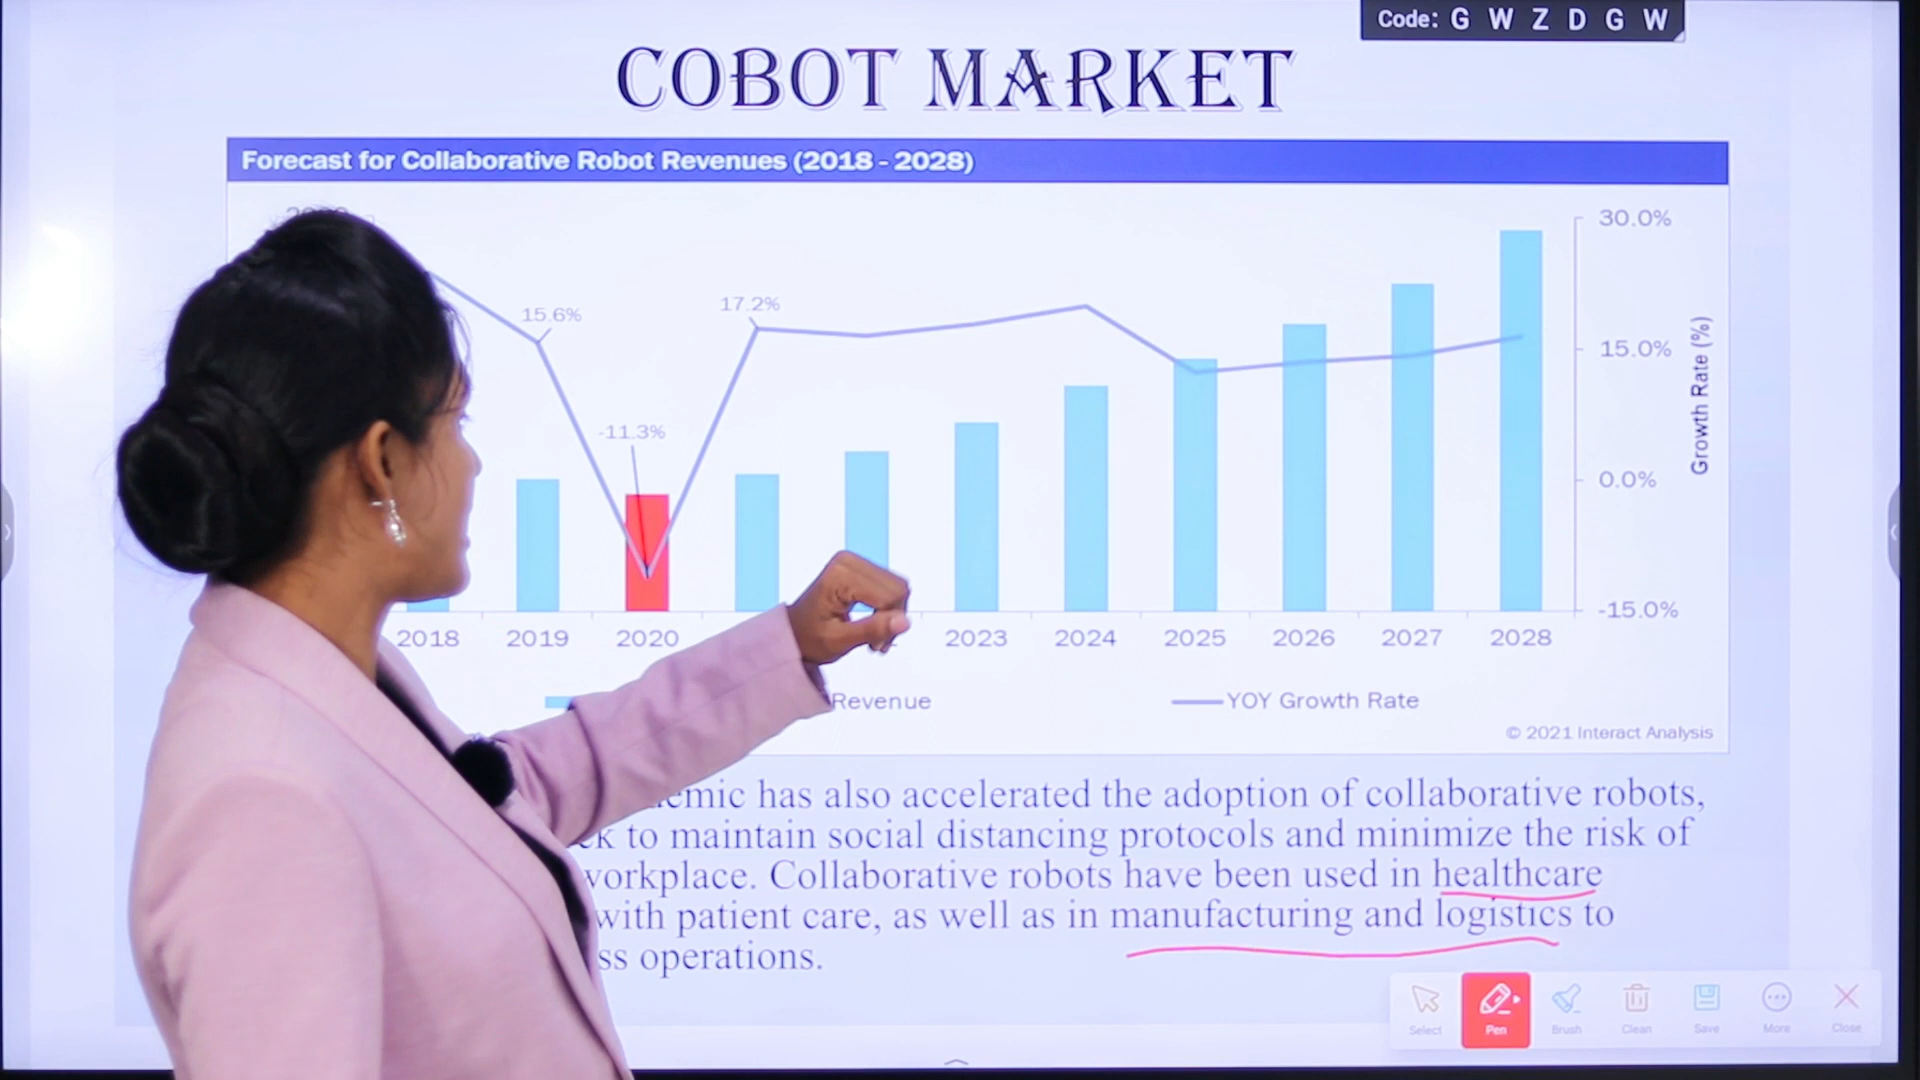 Code: G W Z D G W
COBOT MARKET
Forecast for Collaborative Robot Revenues (2018 - 2028)
30.0%
17.2%
15.6%
15.0%
Growth Rate (%)
-11.3%
0.0%
-15.0%
2018 2019 2020 2023 2024 2025 2026 2027 2028
Revenue YOY Growth Rate
© 2021 Interact Analysis
has also accelerated the adoption of collaborative robots,
to maintain social distancing protocols and minimize the risk of
workplace. Collaborative robots have been used in healthcare
with patient care, as well as in manufacturing and logistics to
operations.
Select Pen Brush Clean Save More Close